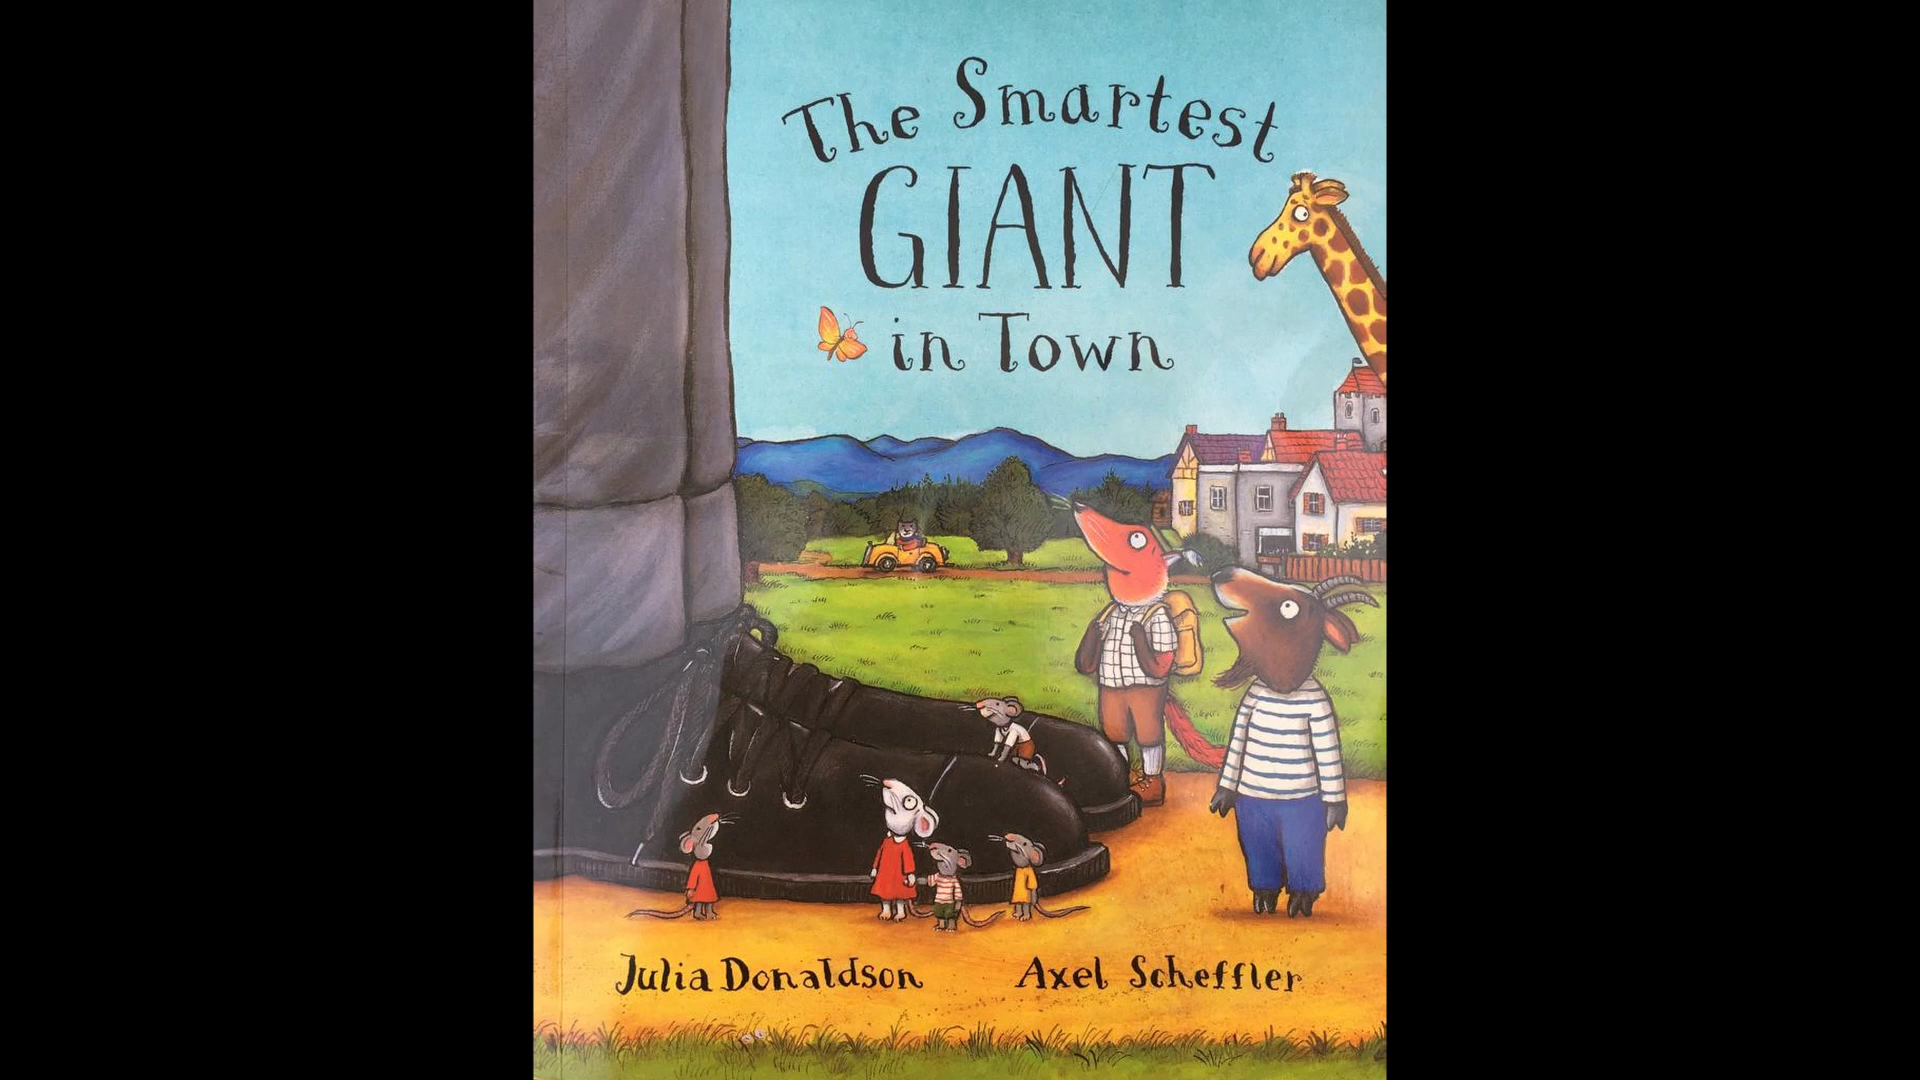 The Smartest
GIANT
in Town
Julia Donaldson
Axel Scheffler